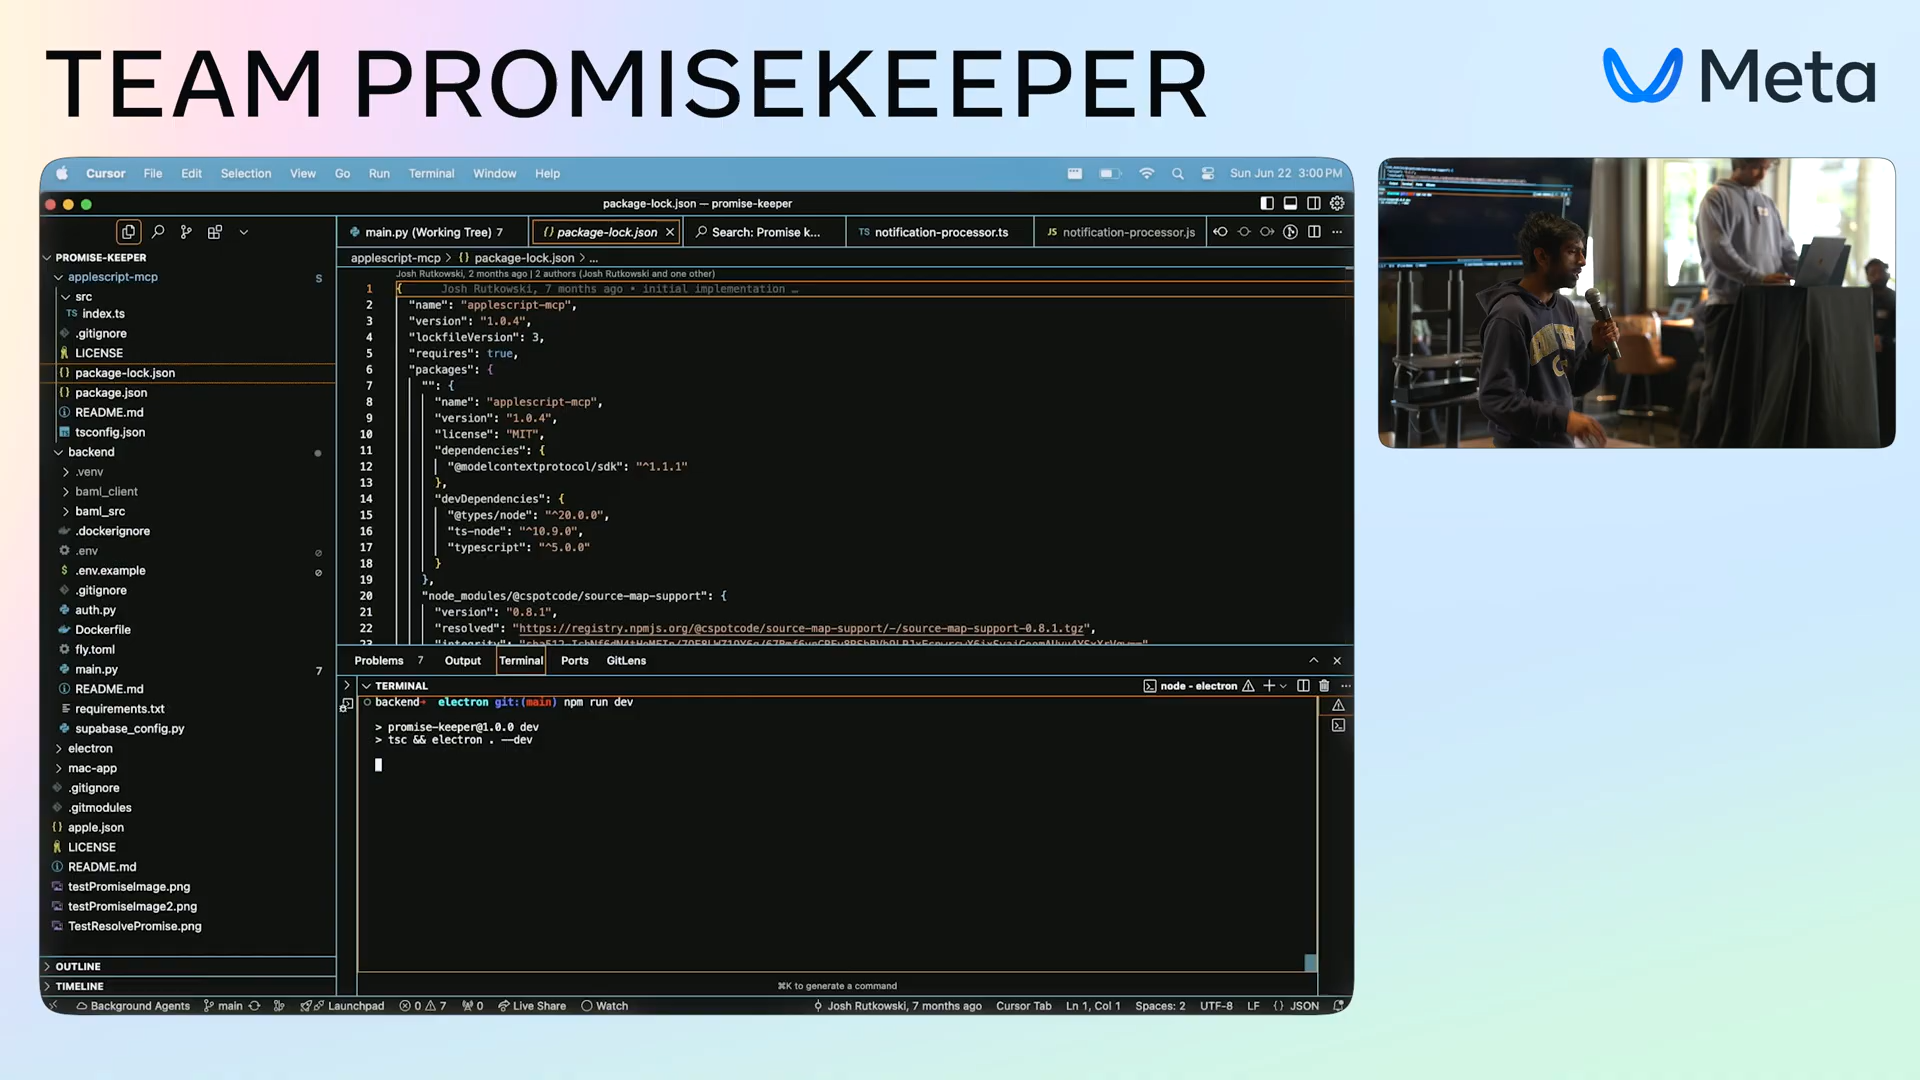 TEAM PROMISEKEEPER
Meta
Cursor File Edit Selection View Go Run Terminal Window Help
Sun Jun 22 3:00 PM
package-lock.json — promise-keeper
main.py (Working Tree) 7
package-lock.json
Search: Promise k...
TS notification-processor.ts
JS notification-processor.js
PROMISE-KEEPER
applescript-mcp S
src
TS index.ts
.gitignore
LICENSE
package-lock.json
package.json
README.md
tsconfig.json
backend
.venv
baml_client
baml_src
.dockerignore
.env
.env.example
.gitignore
auth.py
Dockerfile
fly.toml
main.py 7
README.md
requirements.txt
supabase_config.py
electron
mac-app
.gitignore
.gitmodules
apple.json
LICENSE
README.md
testPromiseImage.png
testPromiseImage2.png
TestResolvePromise.png
OUTLINE
TIMELINE
applescript-mcp > {} package-lock.json > ...
Josh Rutkowski, 2 months ago | 2 authors (Josh Rutkowski and one other)
1 { Josh Rutkowski, 7 months ago • initial implementation …
2 "name": "applescript-mcp",
3 "version": "1.0.4",
4 "lockfileVersion": 3,
5 "requires": true,
6 "packages": {
7 "": {
8 "name": "applescript-mcp",
9 "version": "1.0.4",
10 "license": "MIT",
11 "dependencies": {
12 "@modelcontextprotocol/sdk": "^1.1.1"
13 },
14 "devDependencies": {
15 "@types/node": "^20.0.0",
16 "ts-node": "^10.9.0",
17 "typescript": "^5.0.0"
18 }
19 },
20 "node_modules/@cspotcode/source-map-support": {
21 "version": "0.8.1",
22 "resolved": "https://registry.npmjs.org/@cspotcode/source-map-support/-/source-map-support-0.8.1.tgz",
Problems 7 Output Terminal Ports GitLens
TERMINAL
node - electron
backend→ electron git:(main) npm run dev
> promise-keeper@1.0.0 dev
> tsc && electron . --dev
⌘K to generate a command
Background Agents main Launchpad 0 7 0 Live Share Watch
Josh Rutkowski, 7 months ago Cursor Tab Ln 1, Col 1 Spaces: 2 UTF-8 LF {} JSON